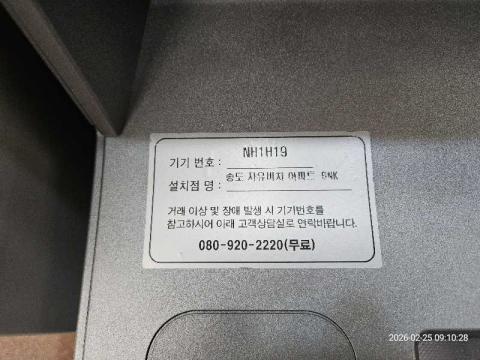 기기 번호 : NH1H19
설치점 명 : 송도 자유비치 아파트 BNK
거래 이상 및 장애 발생 시 기기번호를
참고하시어 아래 고객상담실로 연락바랍니다.
080-920-2220(무료)
2026-02-25 09:10:28